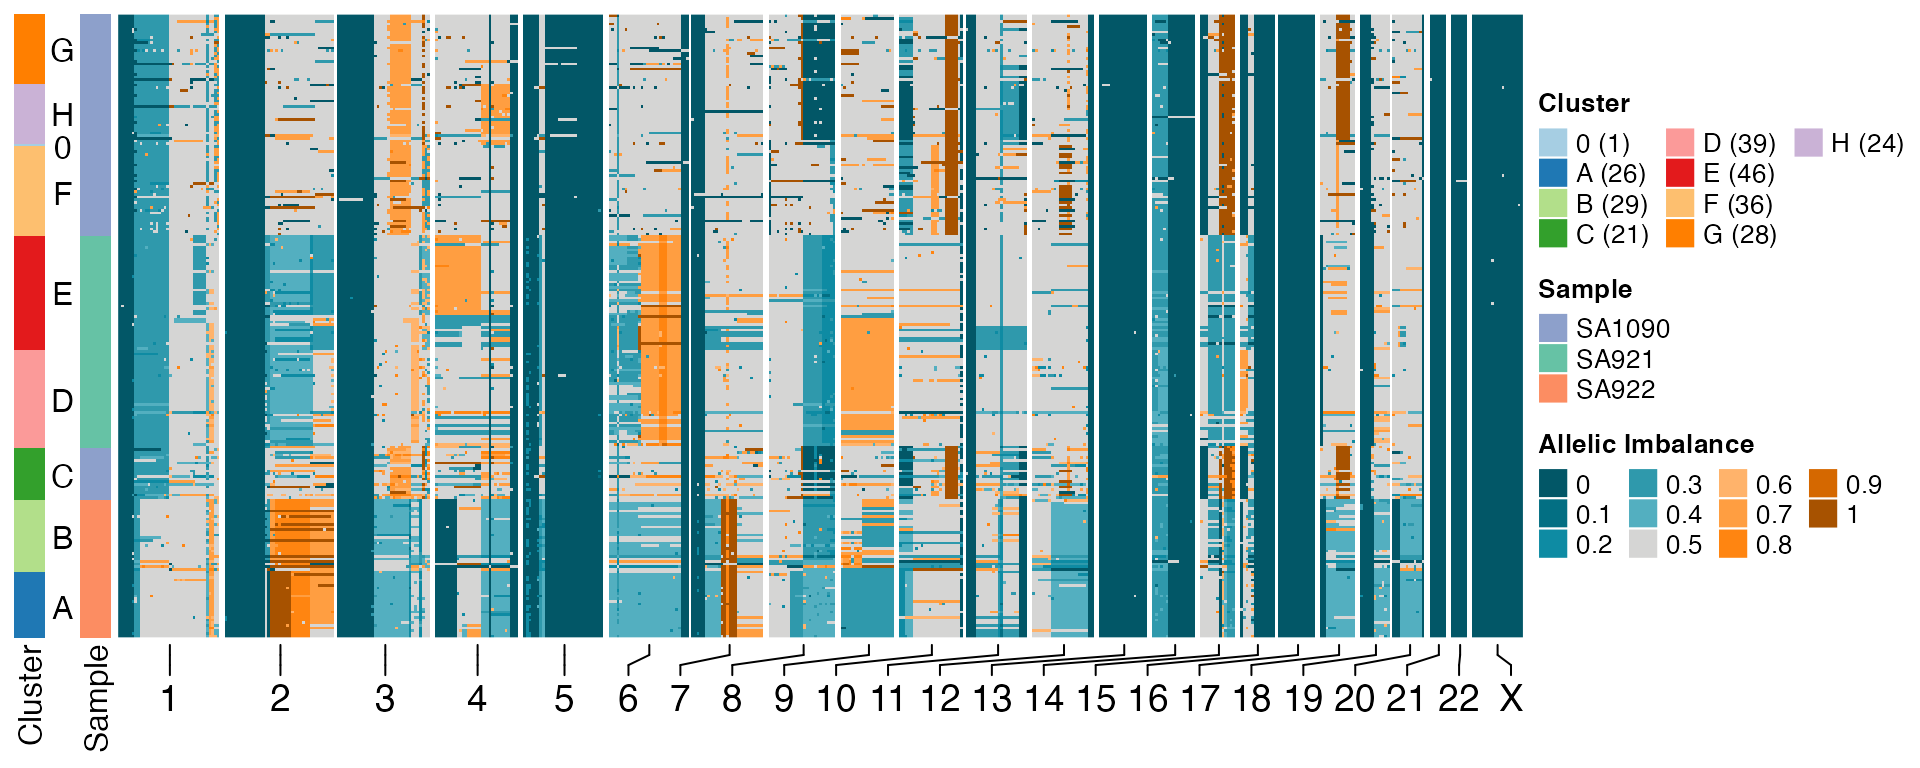 G
H
0
F
E
D
C
B
A
Cluster
Sample
1 2 3 4 5 6 7 8 9 10 11 12 13 14 15 16 17 18 19 20 21 22 X
Cluster
0 (1) D (39) H (24)
A (26) E (46)
B (29) F (36)
C (21) G (28)
Sample
SA1090
SA921
SA922
Allelic Imbalance
0 0.3 0.6 0.9
0.1 0.4 0.7 1
0.2 0.5 0.8